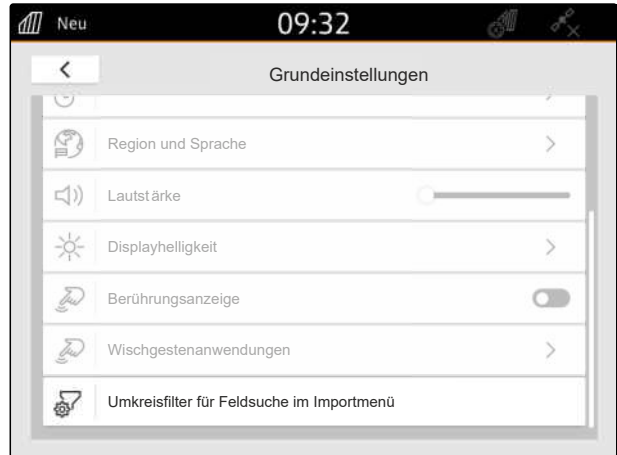 Neu
09:32
Grundeinstellungen
Region und Sprache
Lautstärke
Displayhelligkeit
Berührungsanzeige
Wischgestenanwendungen
Umkreisfilter für Feldsuche im Importmenü